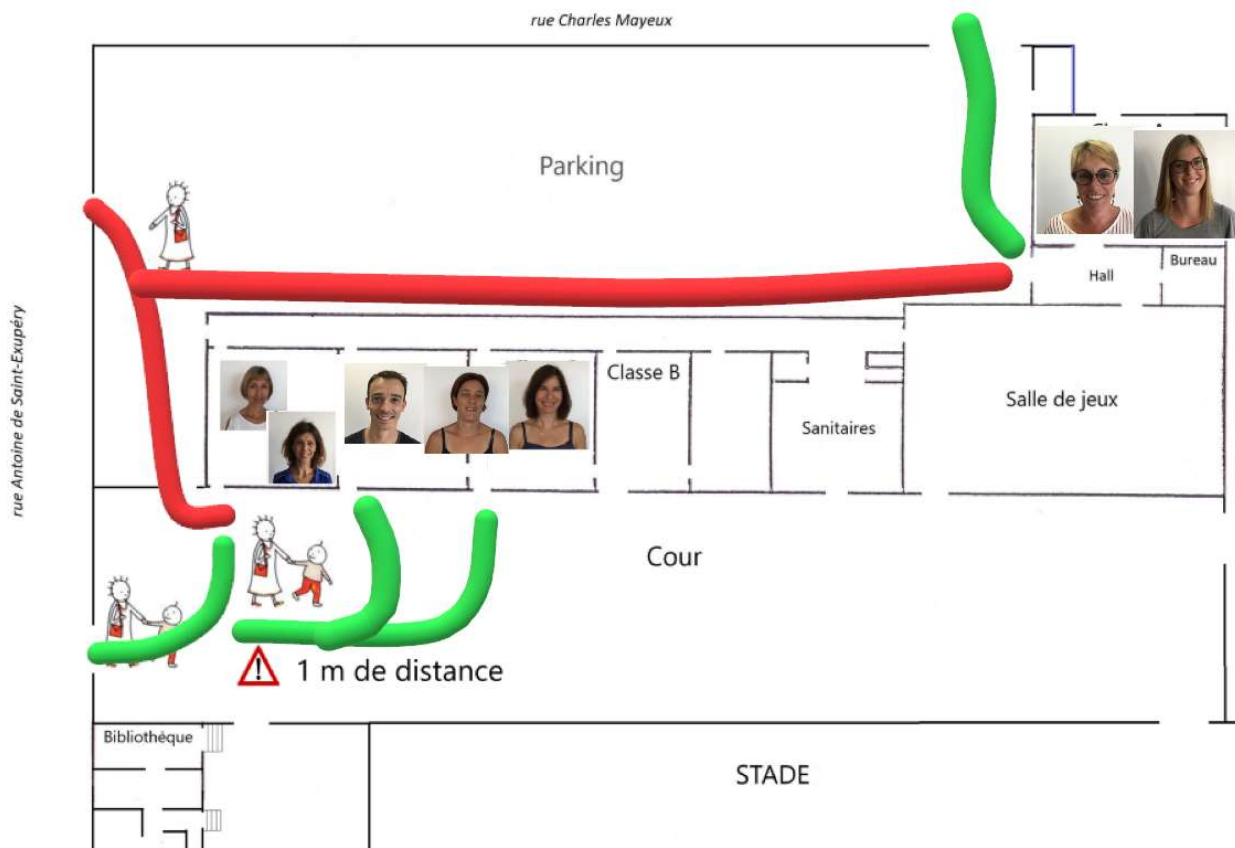 rue Charles Mayeux
Parking
Hall
Bureau
rue Antoine de Saint-Exupéry
Classe B
Salle de jeux
Sanitaires
Cour
1 m de distance
Bibliothèque
STADE